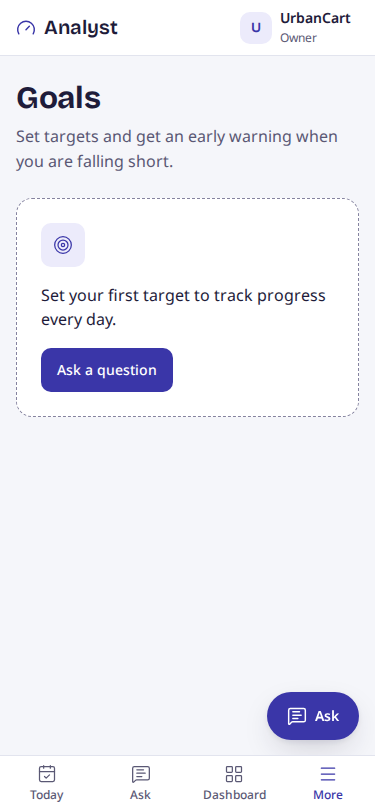 Analyst
U
UrbanCart
Owner
Goals
Set targets and get an early warning when
you are falling short.
Set your first target to track progress
every day.
Ask a question
Ask
Today
Ask
Dashboard
More